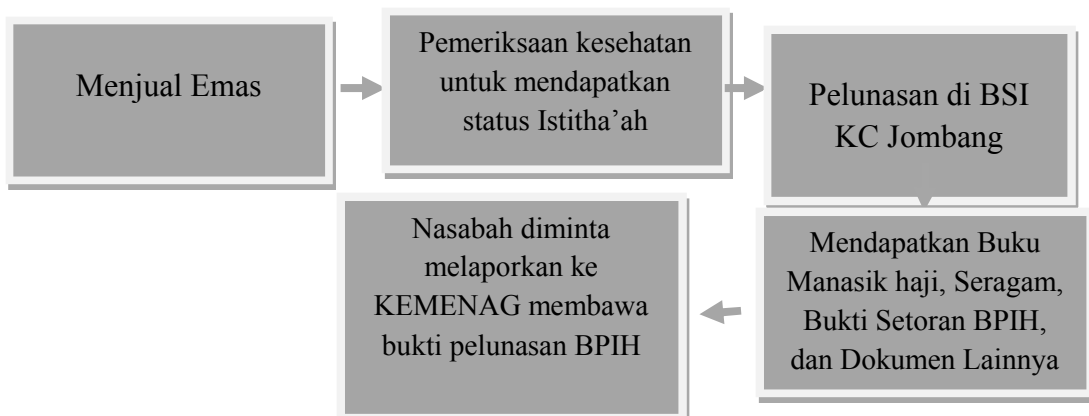 Menjual Emas
Pemeriksaan kesehatan
untuk mendapatkan
status Istitha’ah
Pelunasan di BSI
KC Jombang
Mendapatkan Buku
Manasik haji, Seragam,
Bukti Setoran BPIH,
dan Dokumen Lainnya
Nasabah diminta
melaporkan ke
KEMENAG membawa
bukti pelunasan BPIH